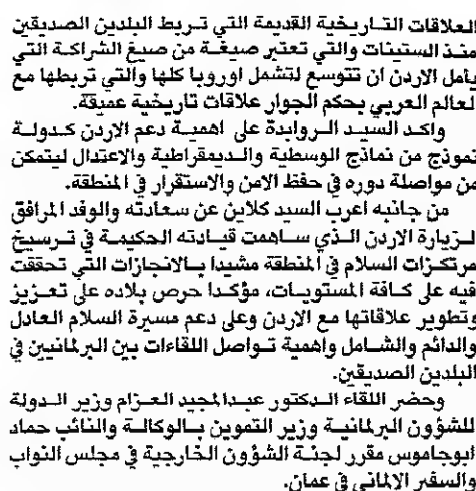 العلاقات التاريخية القديمة التي تربط البلدين الصديقين
منذ الستينات والتي تعتبر صيغة من صيغ الشراكة التي
يأمل الاردن ان تتوسع لتشمل اوروبا كلها والتي تربطها مع
لعالم العربي بحكم الجوار علاقات تاريخية عميقة.
واكد السيد الروابدة على اهمية دعم الاردن كدولة
نموذج من نماذج الوسطية والديمقراطية والاعتدال ليتمكن
من مواصلة دوره في حفظ الامن والاستقرار في المنطقة.
من جانبه اعرب السيد كلاين عن سعادته والوفد المرافق
لزيارة الاردن الذي ساهمت قيادته الحكيمة في ترسيخ
مرتكزات السلام في المنطقة مشيدا بالانجازات التي تحققت
فيه على كافة المستويات، مؤكدا حرص بلاده على تعزيز
وتطوير علاقاتها مع الاردن وعلى دعم مسيرة السلام العادل
والدائم والشامل واهمية تواصل اللقاءات بين البرلمانيين في
البلدين الصديقين.
وحضر اللقاء الدكتور عبدالمجيد العزام وزير الدولة
للشؤون البرلمانية وزير التموين بالوكالة والنائب حماد
ابوجاموس مقرر لجنة الشؤون الخارجية في مجلس النواب
والسفير الالماني في عمان.